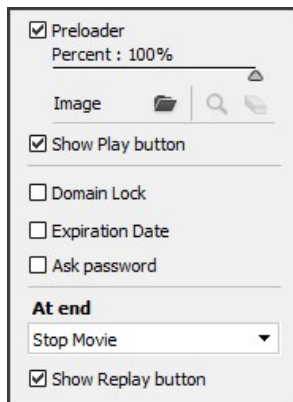 Preloader
Percent : 100%
Image
Show Play button
Domain Lock
Expiration Date
Ask password
At end
Stop Movie
Show Replay button